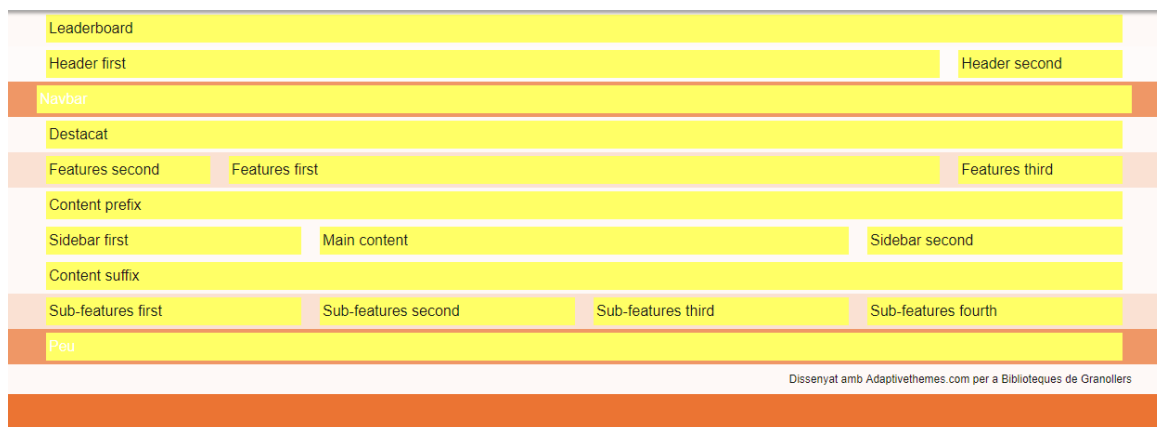 Leaderboard
Header first Header second
Navbar
Destacat
Features second Features first Features third
Content prefix
Sidebar first Main content Sidebar second
Content suffix
Sub-features first Sub-features second Sub-features third Sub-features fourth
Peu
Dissenyat amb Adaptivethemes.com per a Biblioteques de Granollers